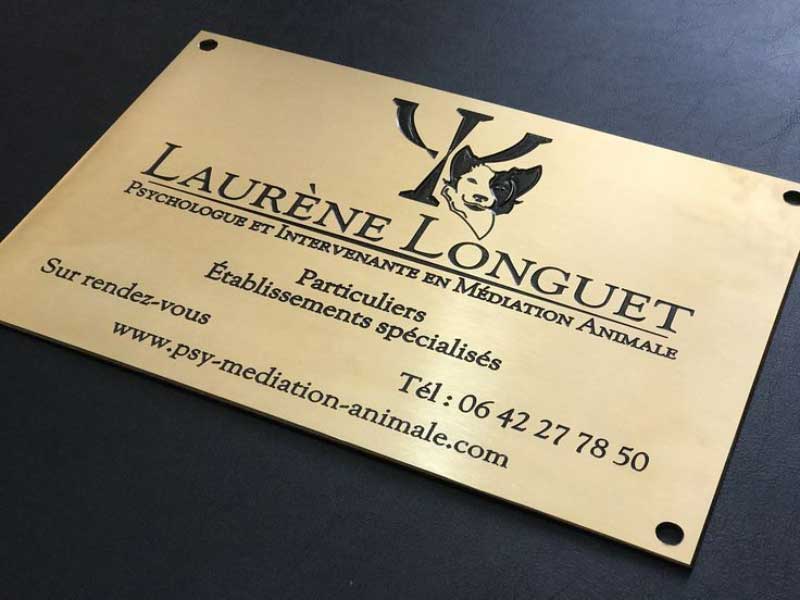 Ψ
LAURÈNE LONGUET
PSYCHOLOGUE ET INTERVENANTE EN MÉDIATION ANIMALE
Particuliers
Établissements spécialisés
Sur rendez-vous Tél : 06 42 27 78 50
www.psy-mediation-animale.com